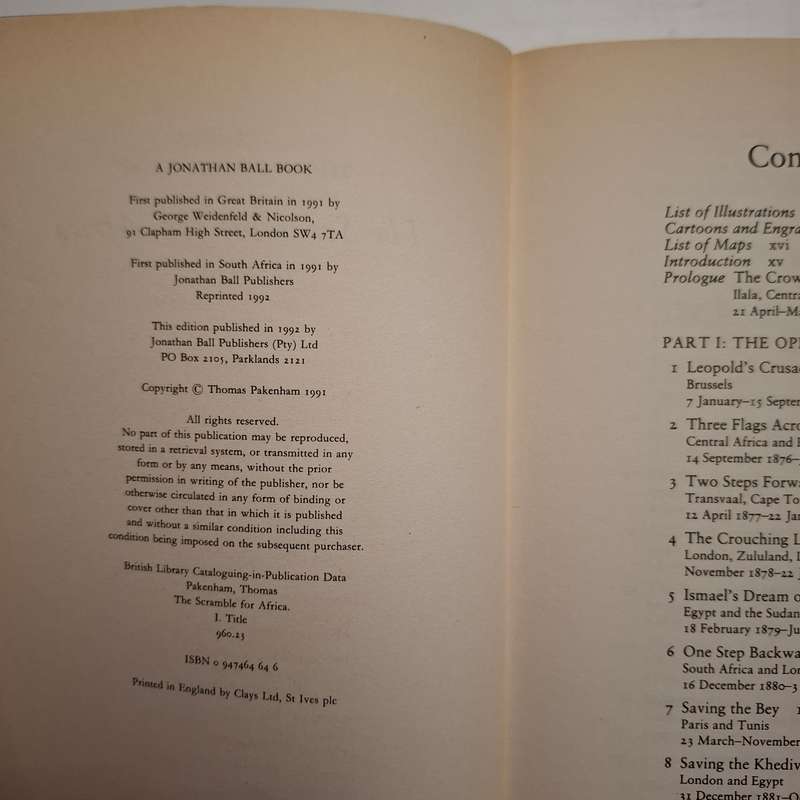 A JONATHAN BALL BOOK
First published in Great Britain in 1991 by
George Weidenfeld & Nicolson,
91 Clapham High Street, London SW4 7TA
First published in South Africa in 1991 by
Jonathan Ball Publishers
Reprinted 1992
This edition published in 1992 by
Jonathan Ball Publishers (Pty) Ltd
PO Box 2105, Parklands 2121
Copyright © Thomas Pakenham 1991
All rights reserved.
No part of this publication may be reproduced,
stored in a retrieval system, or transmitted in any
form or by any means, without the prior
permission in writing of the publisher, nor be
otherwise circulated in any form of binding or
cover other than that in which it is published
and without a similar condition including this
condition being imposed on the subsequent purchaser.
British Library Cataloguing-in-Publication Data
Pakenham, Thomas
The Scramble for Africa.
I. Title
960.23
ISBN 0 947464 64 6
Printed in England by Clays Ltd, St Ives plc
Con
List of Illustrations
Cartoons and Engra
List of Maps xvi
Introduction xv
Prologue The Crow
Ilala, Centra
21 April–Ma
PART I: THE OP
1 Leopold's Crusa
Brussels
7 January–15 Septem
2 Three Flags Acro
Central Africa and
14 September 1876–
3 Two Steps Forwa
Transvaal, Cape To
12 April 1877–22 Ja
4 The Crouching L
London, Zululand,
November 1878–22
5 Ismael's Dream o
Egypt and the Sudan
18 February 1879–Ju
6 One Step Backwa
South Africa and Lon
16 December 1880–3
7 Saving the Bey
Paris and Tunis
23 March–November
8 Saving the Khediv
London and Egypt
31 December 1881–O